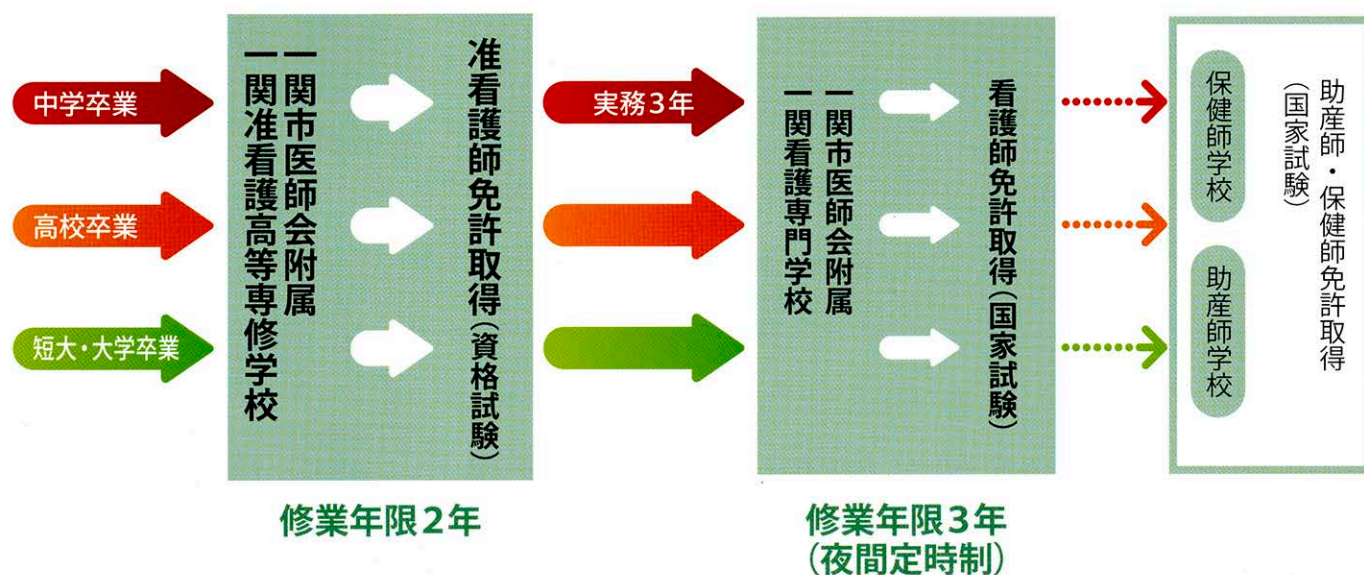 中学卒業
高校卒業
短大・大学卒業
一関市医師会附属
一関准看護高等専修学校
准看護師免許取得(資格試験)
修業年限2年
実務3年
一関市医師会附属
一関看護専門学校
看護師免許取得(国家試験)
修業年限3年
(夜間定時制)
保健師学校
助産師学校
助産師・保健師免許取得
(国家試験)